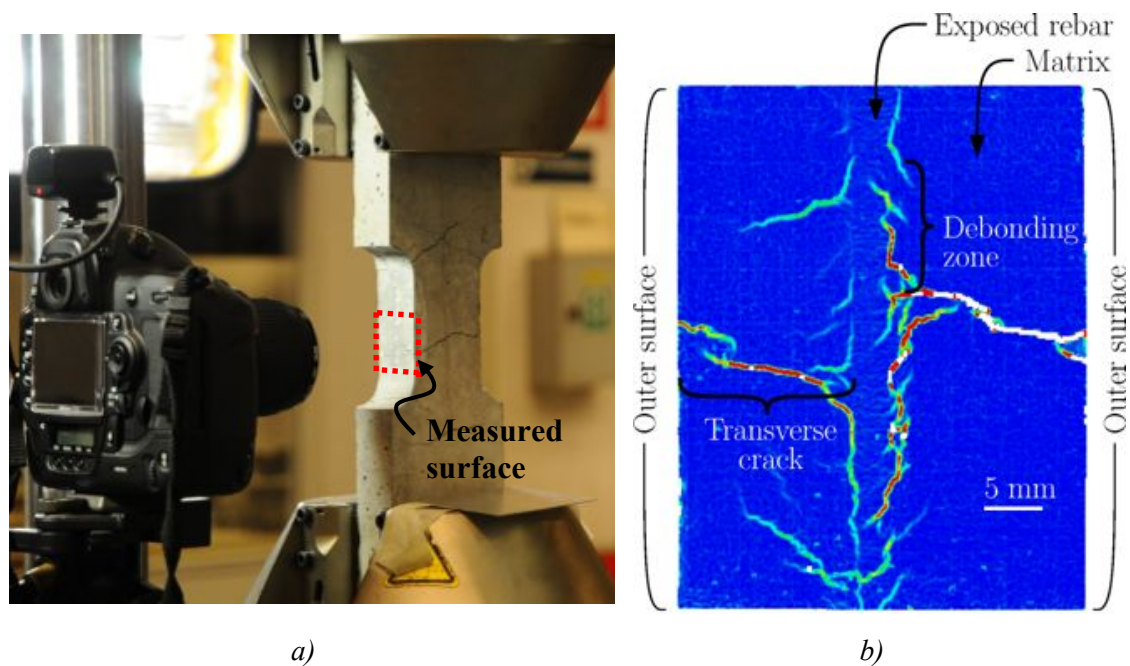 Measured
surface
a)
Exposed rebar
Matrix
Outer surface
Debonding
zone
Transverse
crack
5 mm
Outer surface
b)